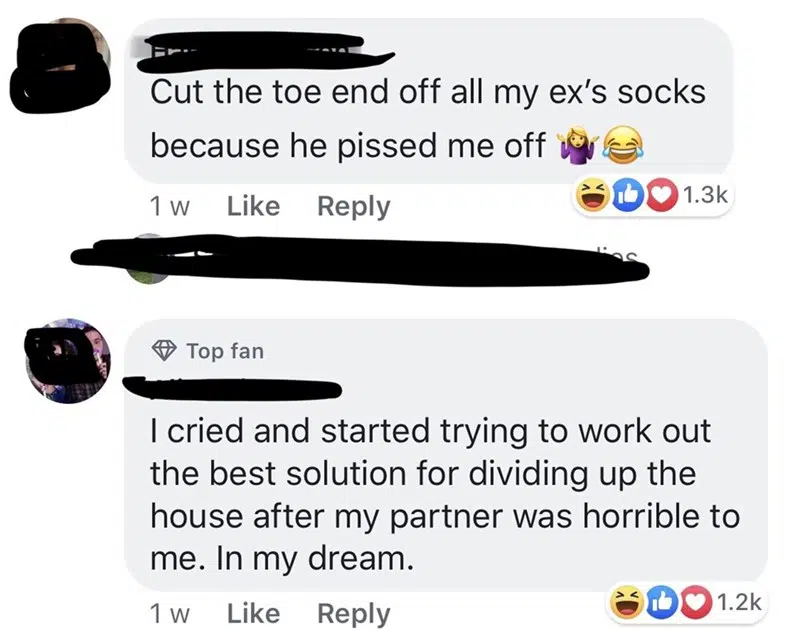 Cut the toe end off all my ex's socks
because he pissed me off 🤷‍♀️😂
1 w Like Reply
1.3k
Top fan
I cried and started trying to work out
the best solution for dividing up the
house after my partner was horrible to
me. In my dream.
1 w Like Reply
1.2k